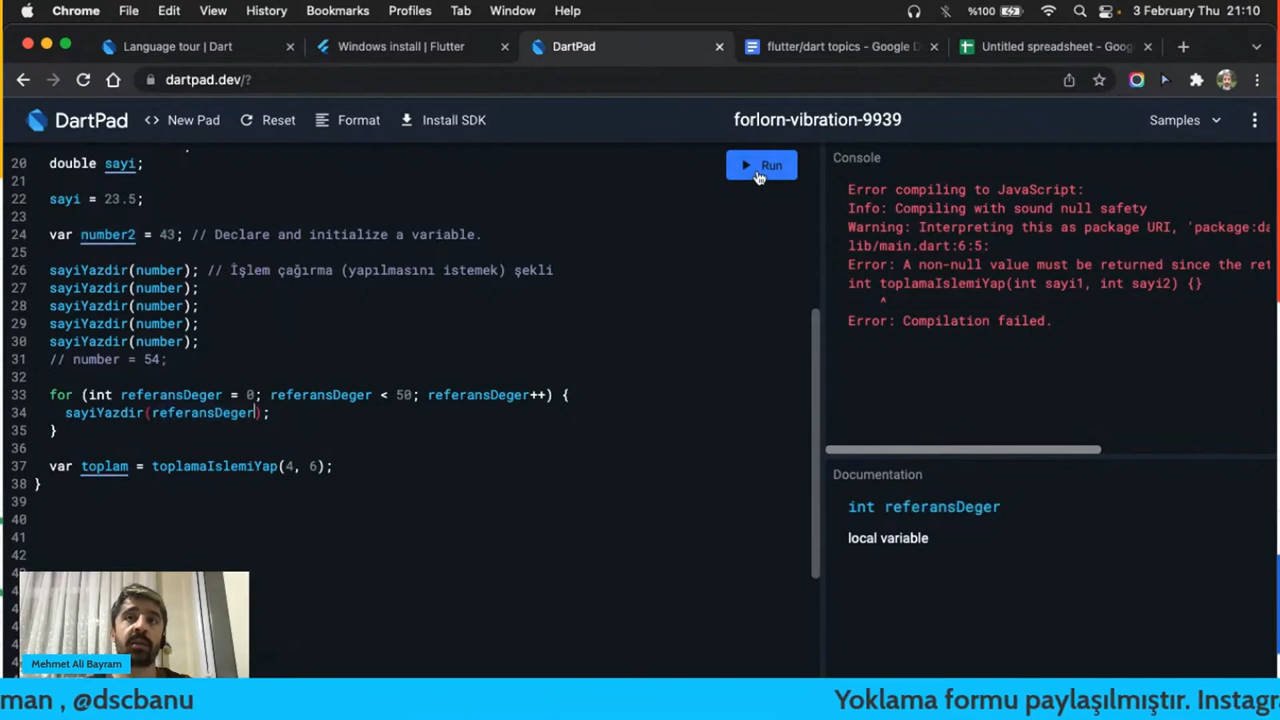 Chrome File Edit View History Bookmarks Profiles Tab Window Help %100 3 February Thu 21:10
Language tour | Dart Windows install | Flutter DartPad flutter/dart topics - Google D Untitled spreadsheet - Google
dartpad.dev/?
DartPad <> New Pad Reset Format Install SDK forlorn-vibration-9939 Samples
20 double sayi;
21
22 sayi = 23.5;
23
24 var number2 = 43; // Declare and initialize a variable.
25
26 sayiYazdir(number); // İşlem çağırma (yapılmasını istemek) şekli
27 sayiYazdir(number);
28 sayiYazdir(number);
29 sayiYazdir(number);
30 sayiYazdir(number);
31 // number = 54;
32
33 for (int referansDeger = 0; referansDeger < 50; referansDeger++) {
34 sayiYazdir(referansDeger);
35 }
36
37 var toplam = toplamaIslemiYap(4, 6);
38 }
39
40
41
42
Run
Console
Error compiling to JavaScript:
Info: Compiling with sound null safety
Warning: Interpreting this as package URI, 'package:da
lib/main.dart:6:5:
Error: A non-null value must be returned since the ret
int toplamaIslemiYap(int sayi1, int sayi2) {}
^
Error: Compilation failed.
Documentation
int referansDeger
local variable
Mehmet Ali Bayram
man , @dscbanu Yoklama formu paylaşılmıştır. Instagra